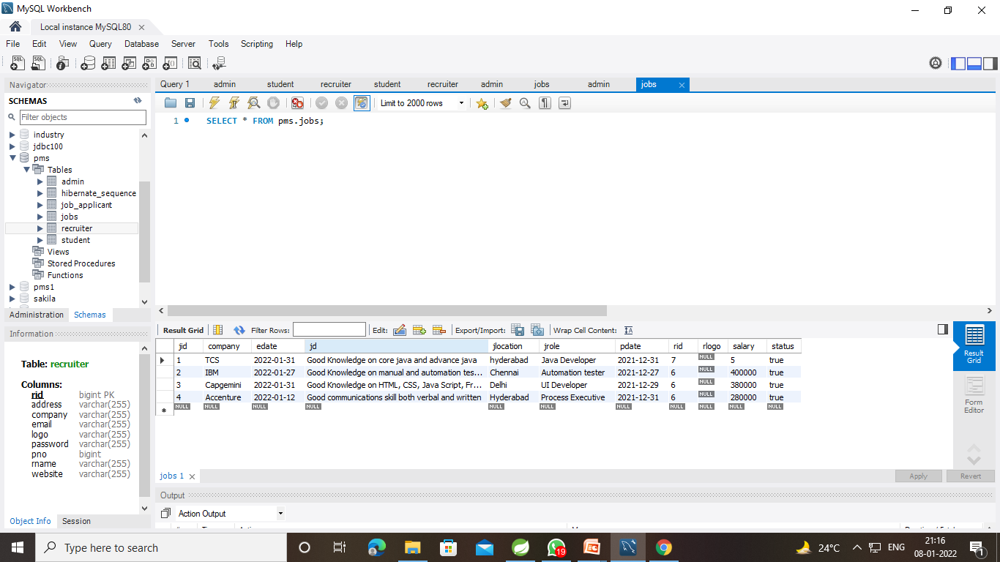 MySQL Workbench
Local instance MySQL80
File Edit View Query Database Server Tools Scripting Help
Navigator
SCHEMAS
Filter objects
industry
jdbc100
pms
Tables
admin
hibernate_sequence
job_applicant
jobs
recruiter
student
Views
Stored Procedures
Functions
pms1
sakila
Administration Schemas
Information
Table: recruiter
Columns:
rid bigint PK
address varchar(255)
company varchar(255)
email varchar(255)
logo varchar(255)
password varchar(255)
pno bigint
rname varchar(255)
website varchar(255)
Object Info Session
Query 1 admin student recruiter student recruiter admin jobs admin jobs
Limit to 2000 rows
1 SELECT * FROM pms.jobs;
Result Grid Filter Rows: Edit: Export/Import: Wrap Cell Content:
jid company edate jd jlocation jrole pdate rid rlogo salary status
1 TCS 2022-01-31 Good Knowledge on core java and advance java hyderabad Java Developer 2021-12-31 7 NULL 5 true
2 IBM 2022-01-27 Good Knowledge on manual and automation tes... Chennai Automation tester 2021-12-27 6 NULL 400000 true
3 Capgemini 2022-01-31 Good Knowledge on HTML, CSS, Java Script, Fr... Delhi UI Developer 2021-12-29 6 NULL 380000 true
4 Accenture 2022-01-12 Good communications skill both verbal and written Hyderabad Process Executive 2021-12-31 6 NULL 280000 true
NULL NULL NULL NULL NULL NULL NULL NULL NULL NULL NULL
Result Grid
Form Editor
jobs 1
Apply Revert
Output
Action Output
Type here to search
19
24°C ENG
21:16
08-01-2022
1